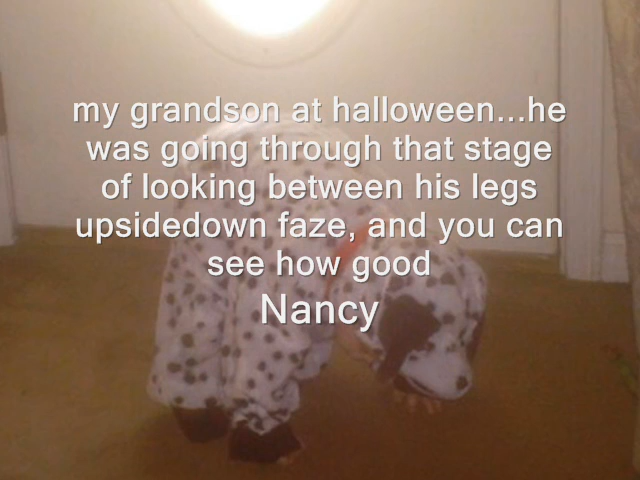 my grandson at halloween...he
was going through that stage
of looking between his legs
upsidedown faze, and you can
see how good
Nancy